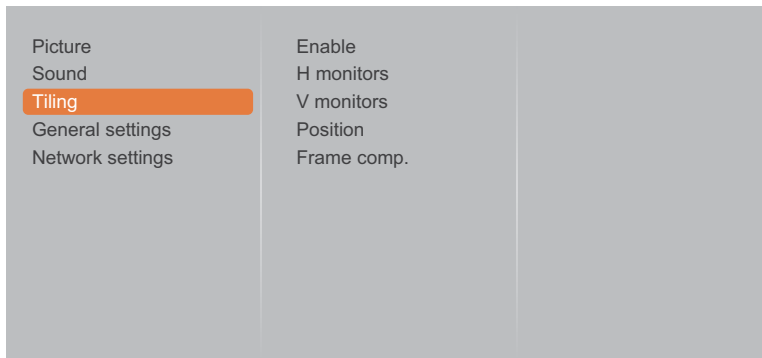 Picture
Sound
Tiling
General settings
Network settings
Enable
H monitors
V monitors
Position
Frame comp.